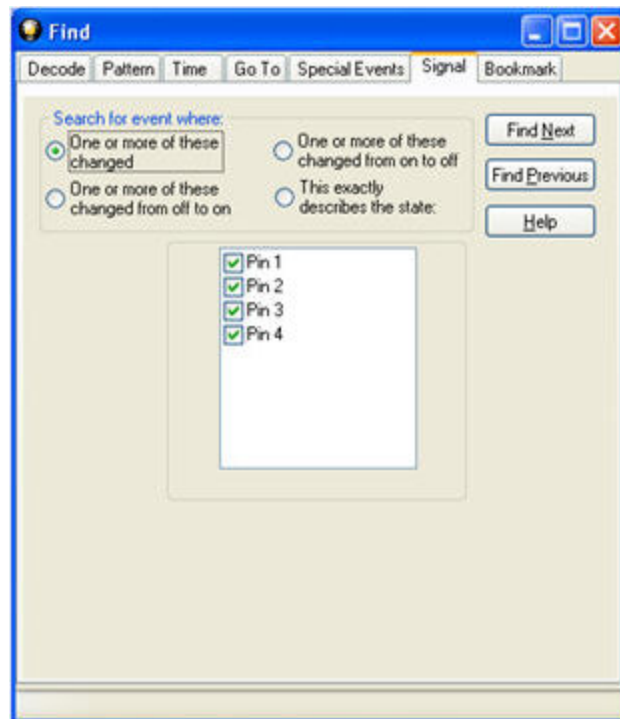 Find
Decode Pattern Time Go To Special Events Signal Bookmark
Search for event where:
One or more of these
changed
One or more of these
changed from on to off
One or more of these
changed from off to on
This exactly
describes the state:
Find Next
Find Previous
Help
Pin 1
Pin 2
Pin 3
Pin 4